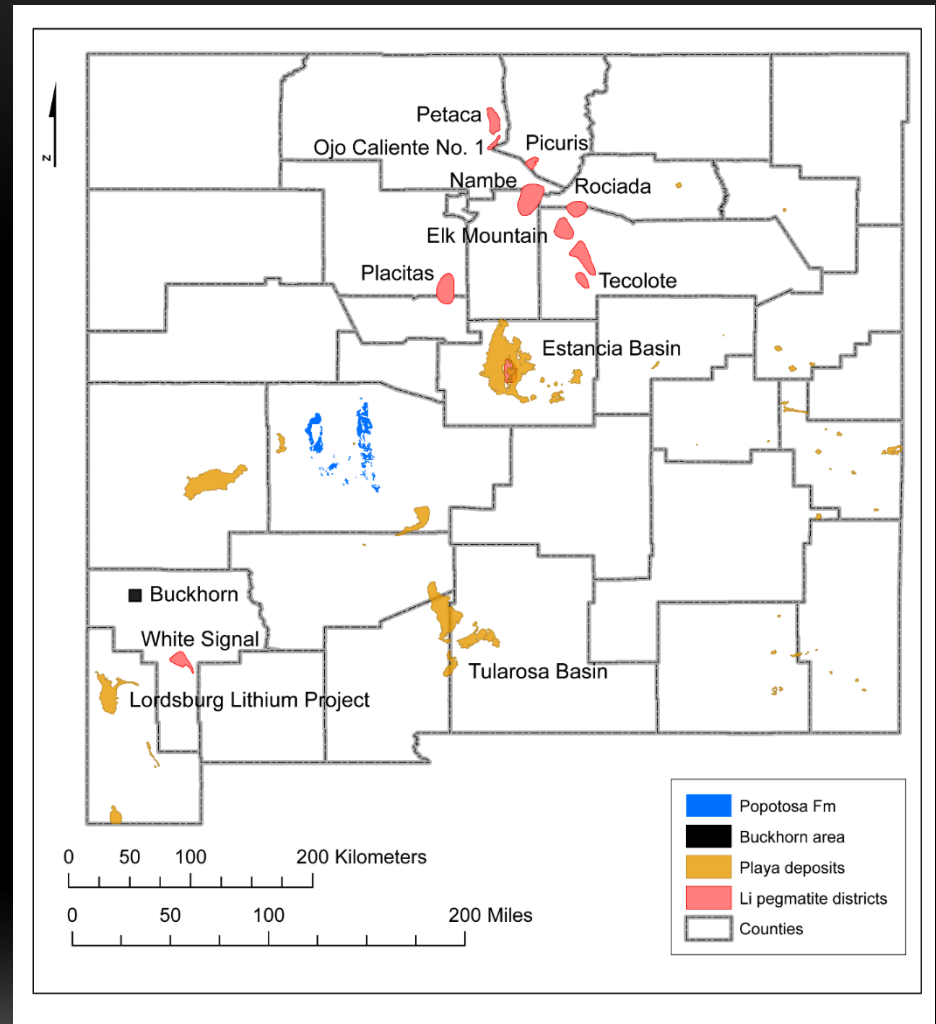 Petaca
Ojo Caliente No. 1
Picuris
Nambe
Rociada
Elk Mountain
Placitas
Tecolote
Estancia Basin
Buckhorn
White Signal
Tularosa Basin
Lordsburg Lithium Project
N
0 50 100 200 Kilometers
0 50 100 200 Miles
Popotosa Fm
Buckhorn area
Playa deposits
Li pegmatite districts
Counties